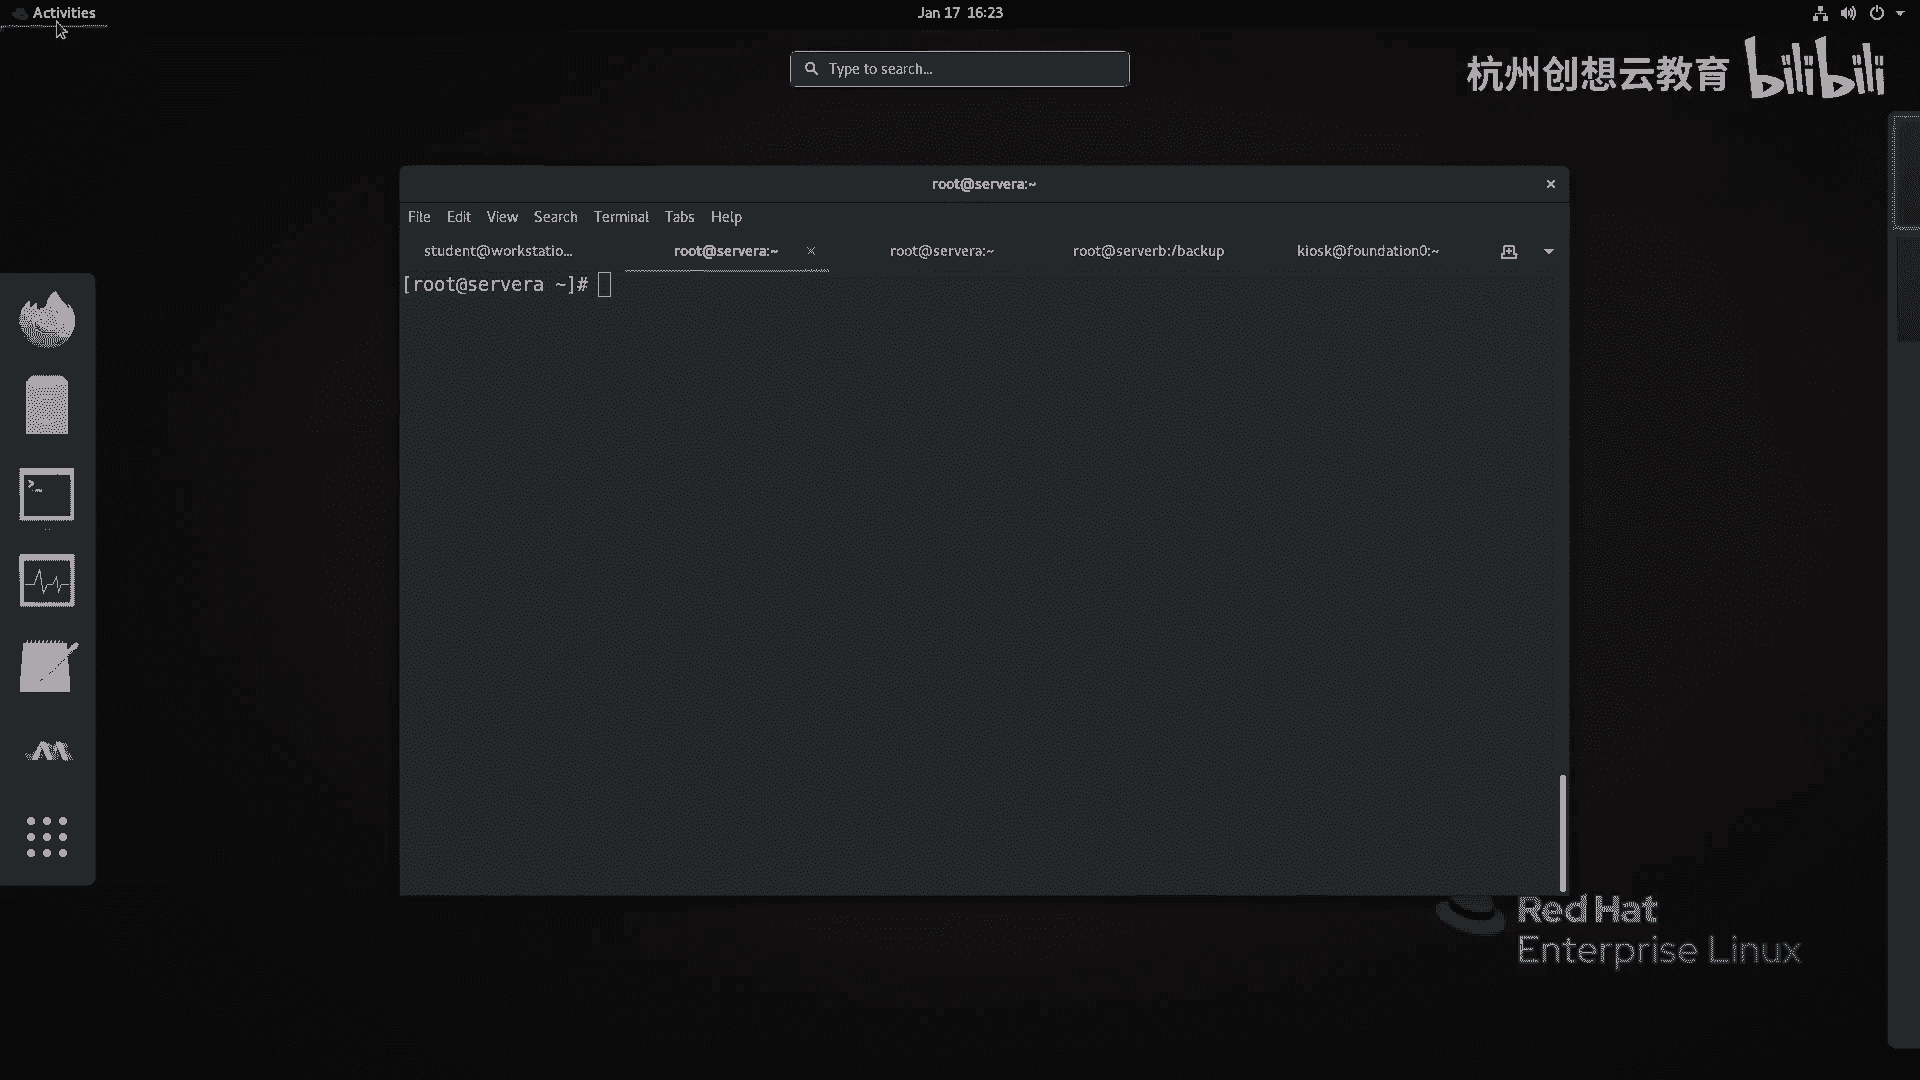 Activities
Jan 17 16:23
Type to search...
杭州创想云教育 bilibili
root@servera:~
File Edit View Search Terminal Tabs Help
student@workstatio...
root@servera:~
root@servera:~
root@serverb:/backup
kiosk@foundation0:~
[root@servera ~]#
Red Hat
Enterprise Linux